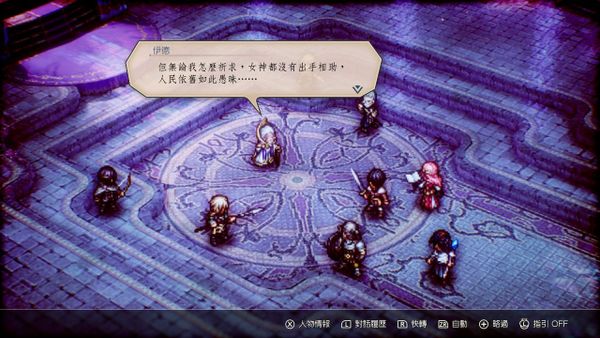 伊德
但無論我怎麼祈求，女神都沒有出手相助，
人民依舊如此愚昧……
Ⓧ 人物情報 Ⓛ 對話履歷 R 快轉 ZR 自動 ⊕ 略過 Ⓛ 指引 OFF